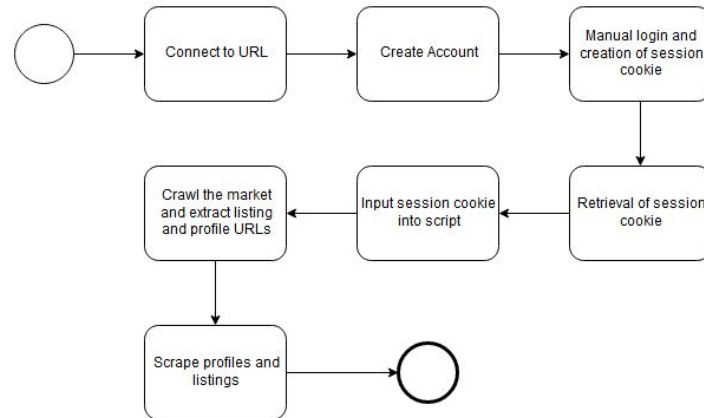 Connect to URL
Create Account
Manual login and
creation of session
cookie
Retrieval of session
cookie
Input session cookie
into script
Crawl the market
and extract listing
and profile URLs
Scrape profiles and
listings